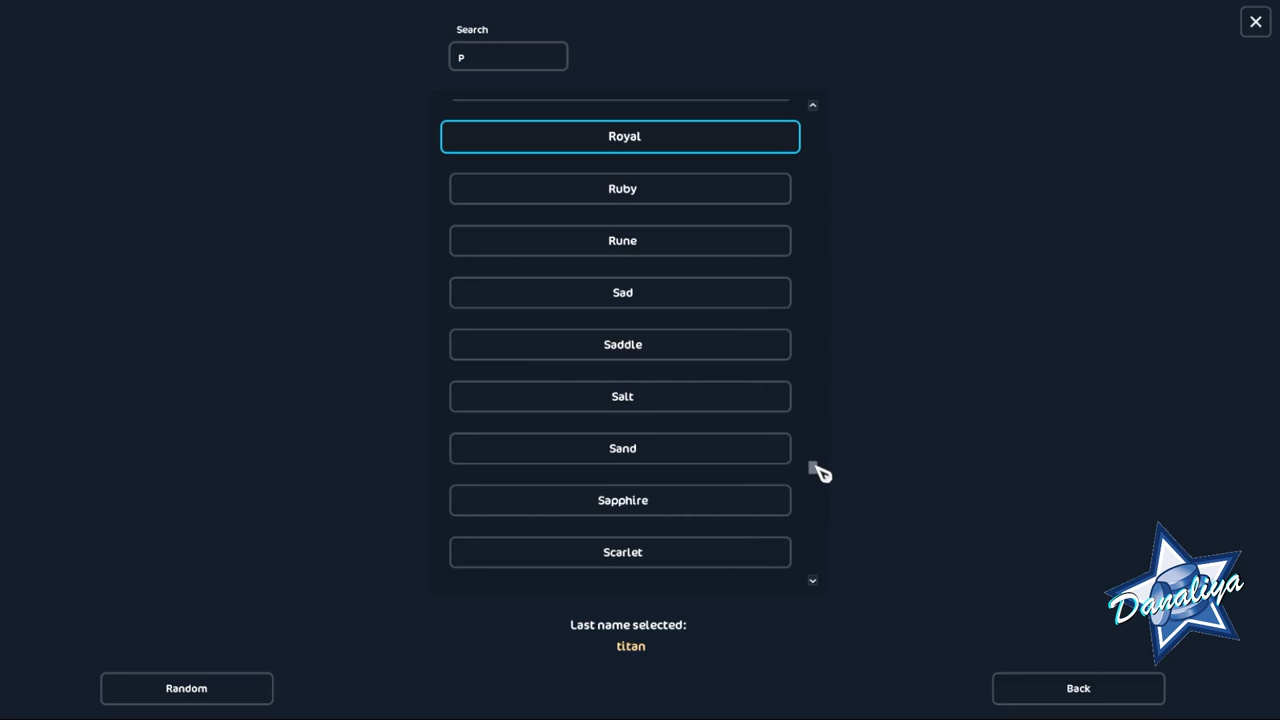 Search
P
Royal
Ruby
Rune
Sad
Saddle
Salt
Sand
Sapphire
Scarlet
Last name selected:
titan
Random
Back
Danaliya